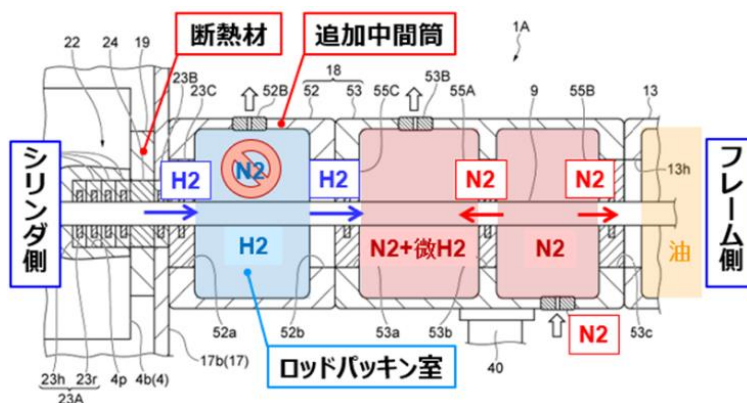 1A
断熱材
追加中間筒
22
24
19
23B
23C
52B
18
52
53
55C
53B
55A
9
55B
13
シリンダ側
H2
N2
H2
N2
N2
13h
フレーム側
H2
N2+微H2
N2
油
52a
52b
53a
53b
53c
N2
40
ロッドパッキン室
23h
23r
4p
4b(4)
17b(17)
23A